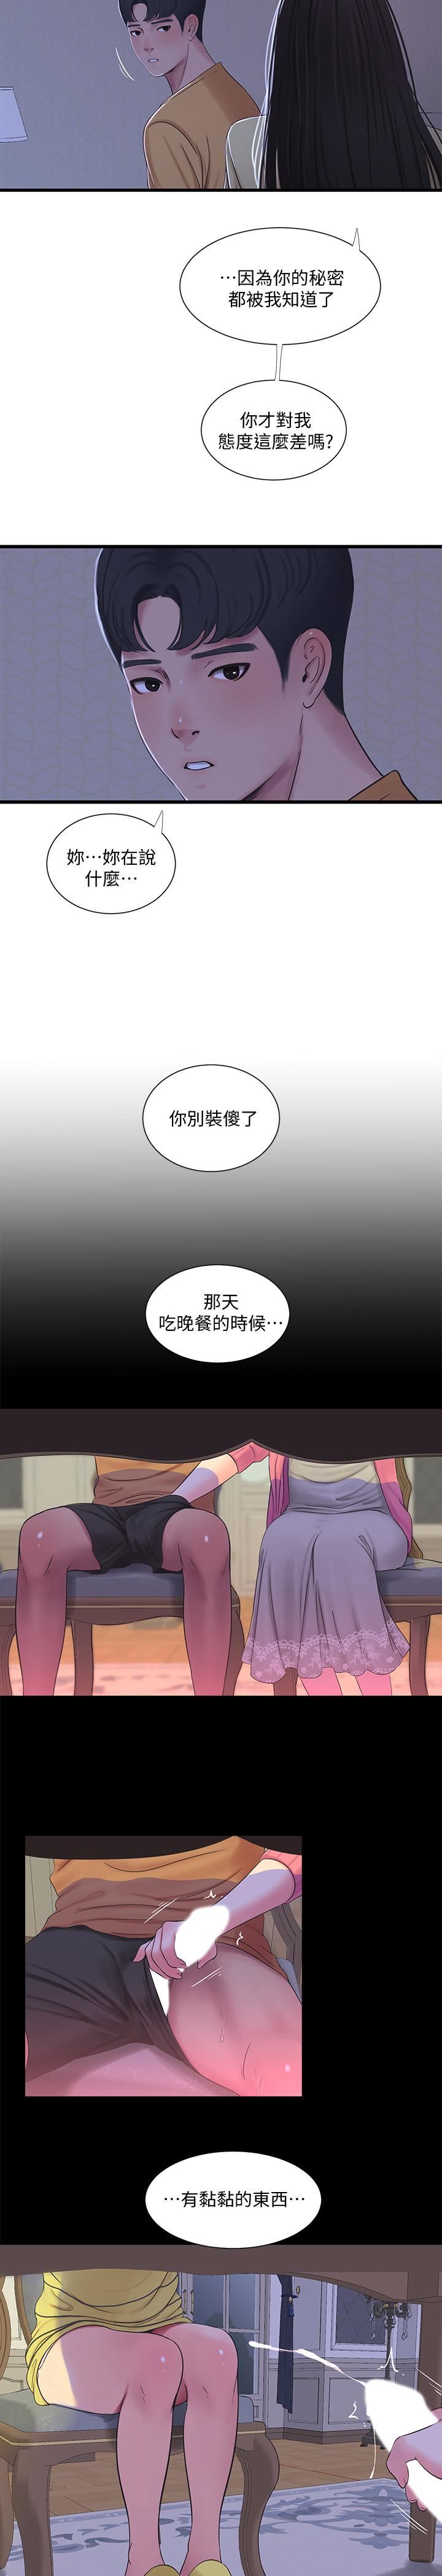 …因為你的秘密
都被我知道了
你才對我
態度這麼差嗎?
妳…妳在說
什麼…
你別裝傻了
那天
吃晚餐的時候…
…有黏黏的東西…